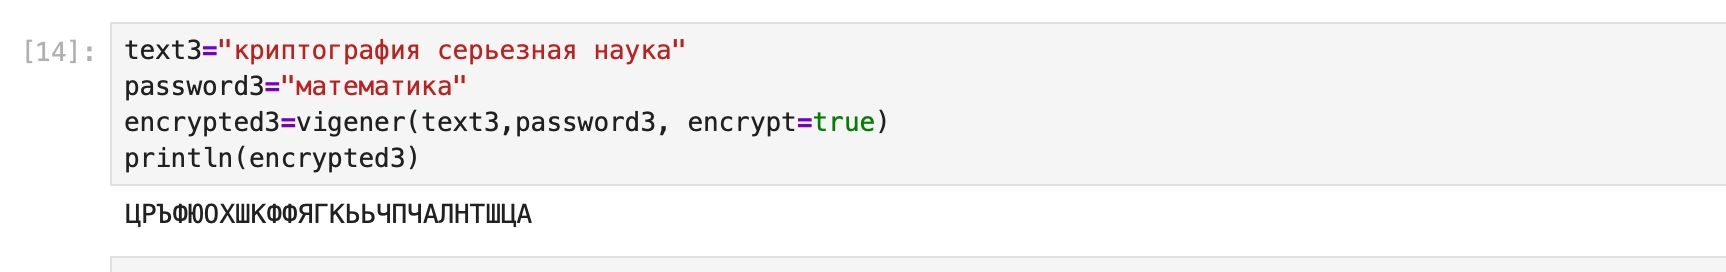 [14]:
text3="криптография серьезная наука"
password3="математика"
encrypted3=vigener(text3,password3, encrypt=true)
println(encrypted3)
ЦРЪФЮОХШКФФЯГКЬЬЧПЧАЛНТШЦА